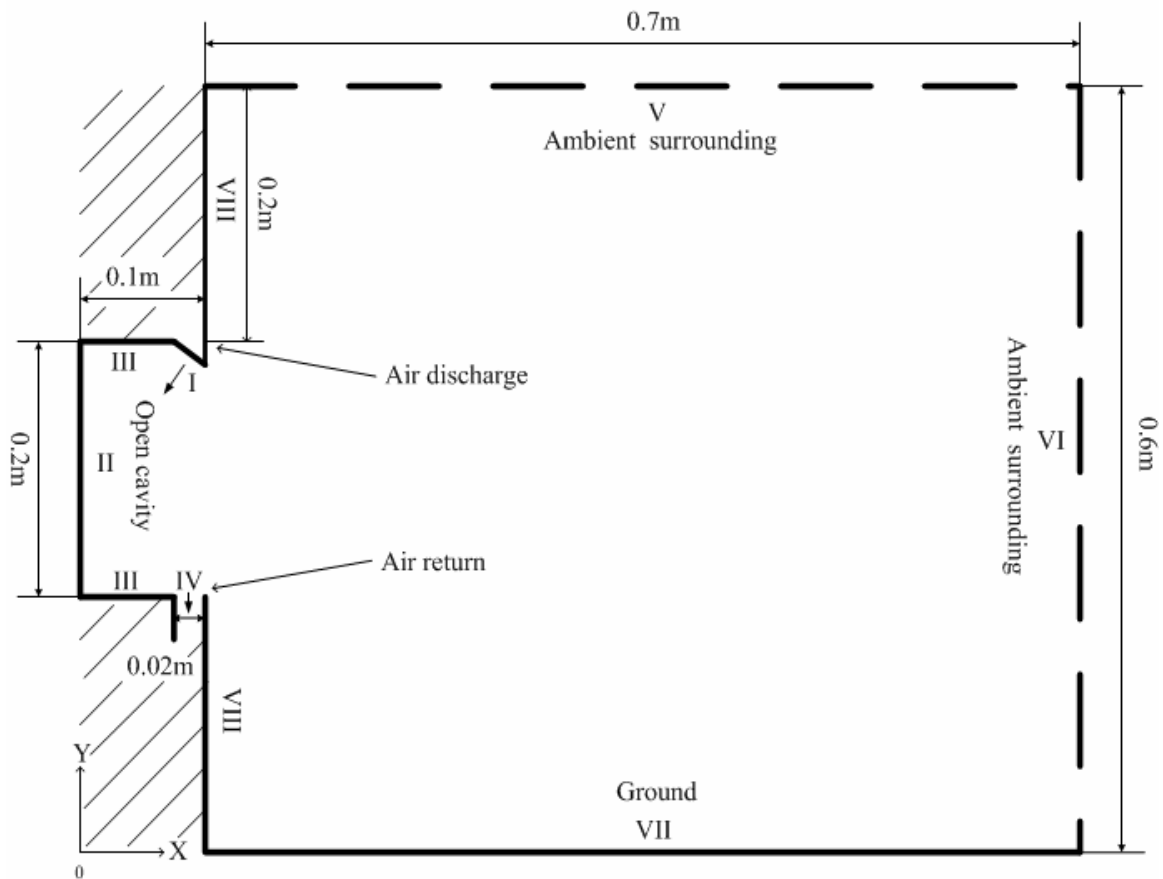 0.7m
V
Ambient surrounding
VIII
0.2m
0.1m
III
I
Air discharge
Open cavity
0.2m
II
Ambient surrounding
VI
0.6m
Air return
III
IV
0.02m
VIII
Y
Ground
VII
X
0